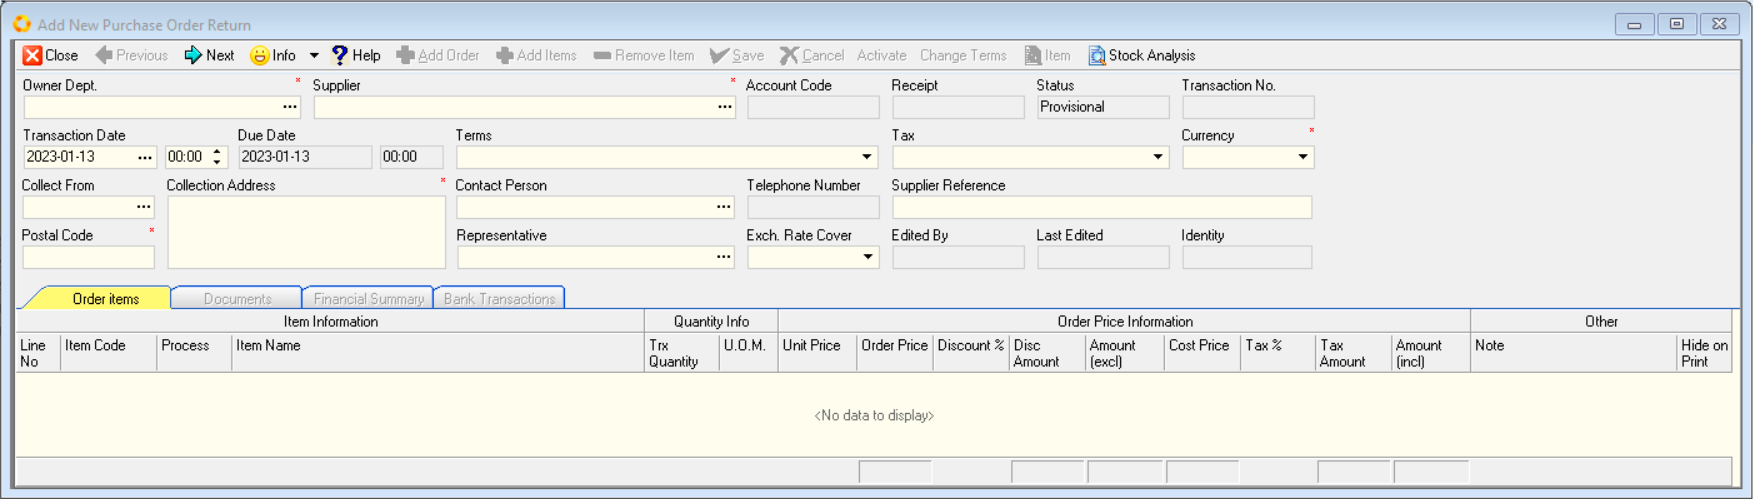 Add New Purchase Order Return
Close Previous Next Info Help Add Order Add Items Remove Item Save Cancel Activate Change Terms Item Stock Analysis
Owner Dept. * Supplier * Account Code Receipt Status Transaction No.
Provisional
Transaction Date Due Date Terms Tax Currency *
2023-01-13 00:00 2023-01-13 00:00
Collect From Collection Address * Contact Person Telephone Number Supplier Reference
Postal Code * Representative Exch. Rate Cover Edited By Last Edited Identity
Order items Documents Financial Summary Bank Transactions
Item Information Quantity Info Order Price Information Other
Line No Item Code Process Item Name Trx Quantity U.O.M. Unit Price Order Price Discount % Disc Amount Amount (excl) Cost Price Tax % Tax Amount Amount (incl) Note Hide on Print
<No data to display>